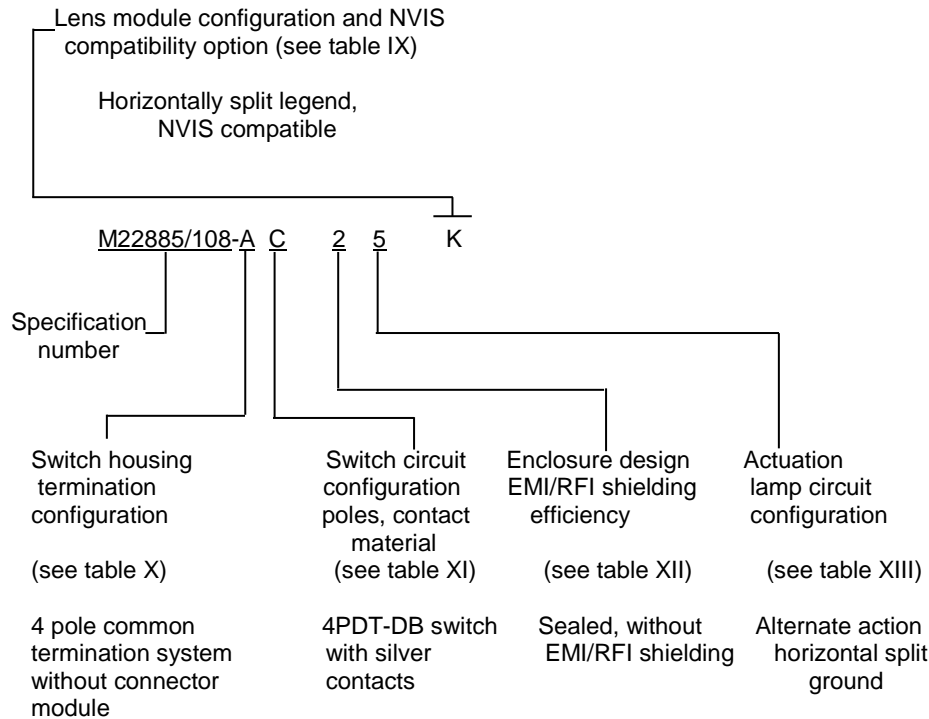 Lens module configuration and NVIS
compatibility option (see table IX)
Horizontally split legend,
NVIS compatible
M22885/108-A C 2 5 K
Specification
number
Switch housing
termination
configuration
(see table X)
4 pole common
termination system
without connector
module
Switch circuit
configuration
poles, contact
material
(see table XI)
4PDT-DB switch
with silver
contacts
Enclosure design
EMI/RFI shielding
efficiency
(see table XII)
Sealed, without
EMI/RFI shielding
Actuation
lamp circuit
configuration
(see table XIII)
Alternate action
horizontal split
ground